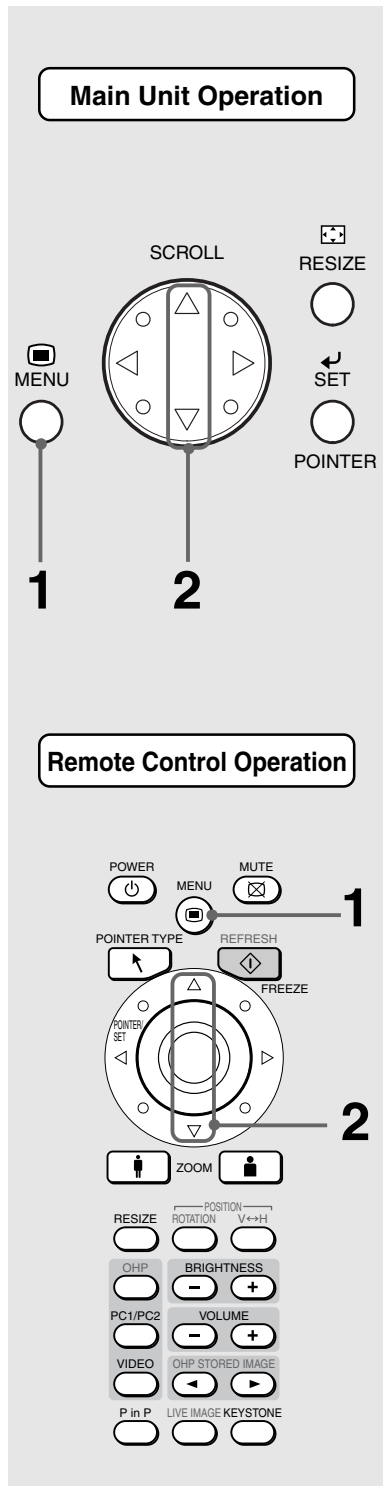 Main Unit Operation
SCROLL
RESIZE
MENU
SET
POINTER
1
2
Remote Control Operation
POWER
MENU
MUTE
1
POINTER TYPE
REFRESH
FREEZE
POINTER/
SET
2
ZOOM
POSITION
RESIZE
ROTATION
V↔H
OHP
BRIGHTNESS
− +
PC1/PC2
VOLUME
− +
VIDEO
OHP STORED IMAGE
P in P
LIVE IMAGE
KEYSTONE